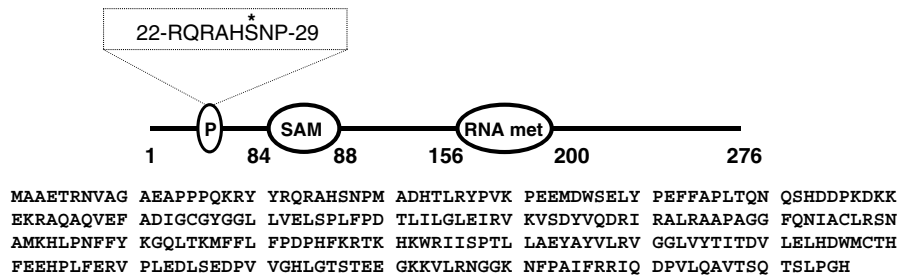 *
22-RQRAHSNP-29
P SAM RNA met
1 84 88 156 200 276
MAAETRNVAG AEAPPPQKRY YRQRAHSNPM ADHTLRYPVK PEEMDWSELY PEFFAPLTQN QSHDDPKDKK
EKRAQAQVEF ADIGCGYGGL LVELSPLFPD TLILGLEIRV KVSDYVQDRI RALRAAPAGG FQNIACLRSN
AMKHLPNFFY KGQLTKMFFL FPDPHFKRTK HKWRIISPTL LAEYAYVLRV GGLVYTITDV LELHDWMCTH
FEEHPLFERV PLEDLSEDPV VGHLGTSTEE GKKVLRNGGK NFPAIFRRIQ DPVLQAVTSQ TSLPGH